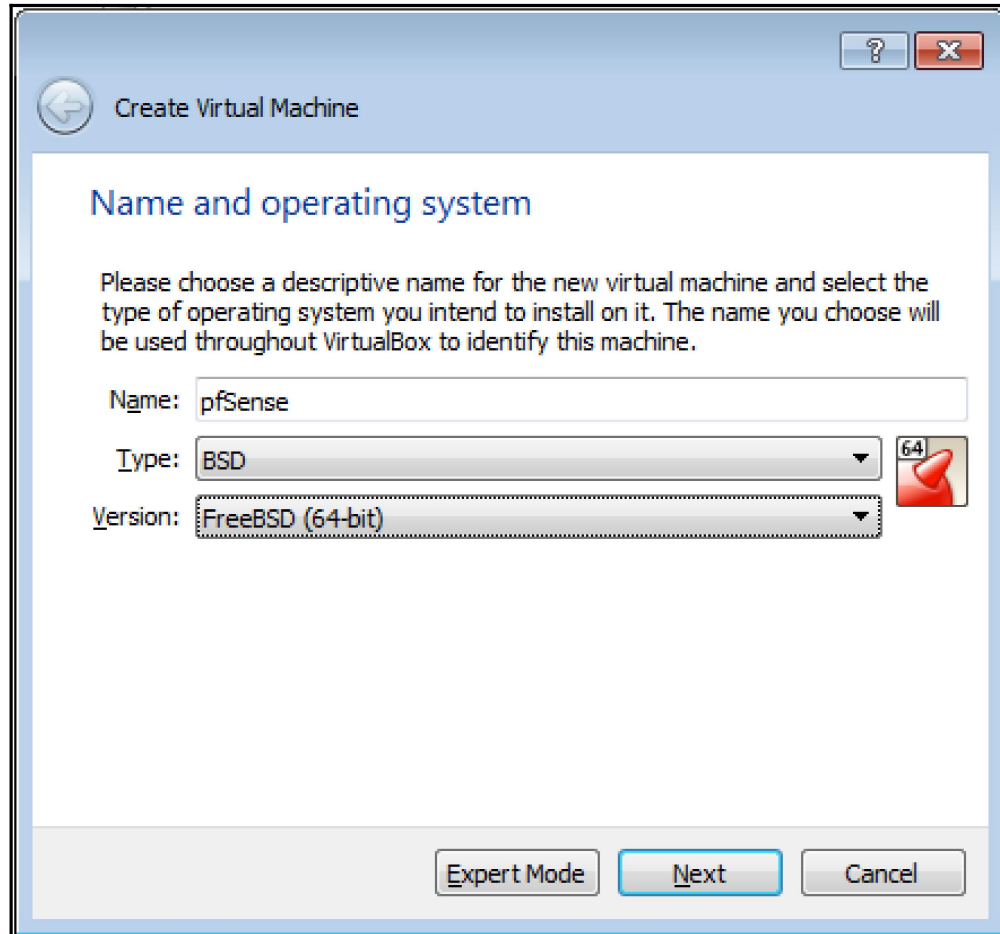 ?
Create Virtual Machine
Name and operating system
Please choose a descriptive name for the new virtual machine and select the
type of operating system you intend to install on it. The name you choose will
be used throughout VirtualBox to identify this machine.
Name: pfSense
Type: BSD
64
Version: FreeBSD (64-bit)
Expert Mode Next Cancel